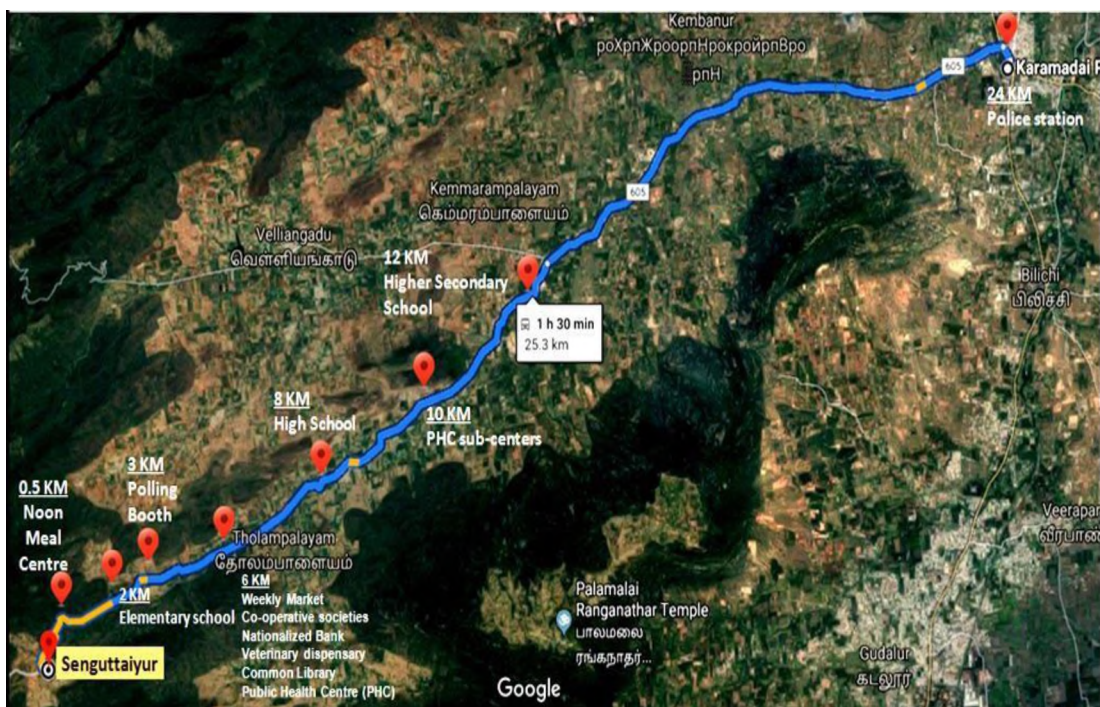 Kembanur
роХрпЖроорпНрокройрпВро
рпН
605
Karamadai R
24 KM
Police station
Kemmarampalayam
கெம்மரம்பாளையம்
605
Velliangadu
வெள்ளியங்காடு
12 KM
Higher Secondary
School
Bilichi
பிலிச்சி
1 h 30 min
25.3 km
8 KM
High School
10 KM
PHC sub-centers
3 KM
Polling
Booth
0.5 KM
Noon
Meal
Centre
Veerapan
வீரபாண்
Tholampalayam
தோலம்பாளையம்
2 KM
Elementary school
6 KM
Weekly Market
Co-operative societies
Nationalized Bank
Veterinary dispensary
Common Library
Public Health Centre (PHC)
Palamalai
Ranganathar Temple
பாலமலை
ரங்கநாதர்...
Senguttaiyur
Gudalur
கூடலூர்
Google